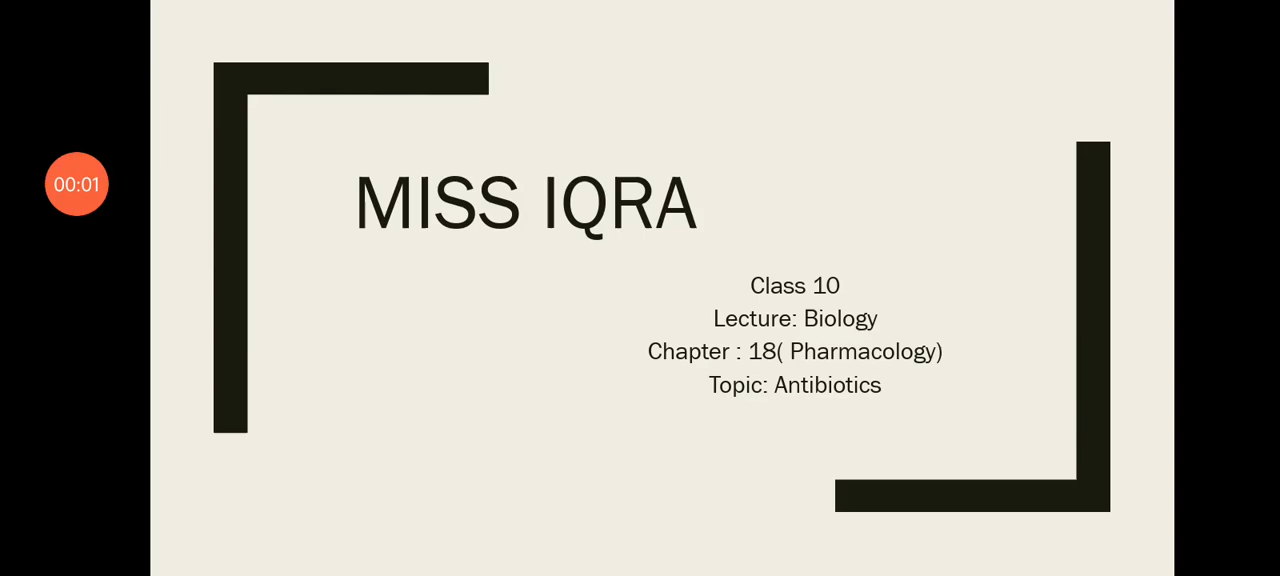 00:01
MISS IQRA
Class 10
Lecture: Biology
Chapter : 18( Pharmacology)
Topic: Antibiotics